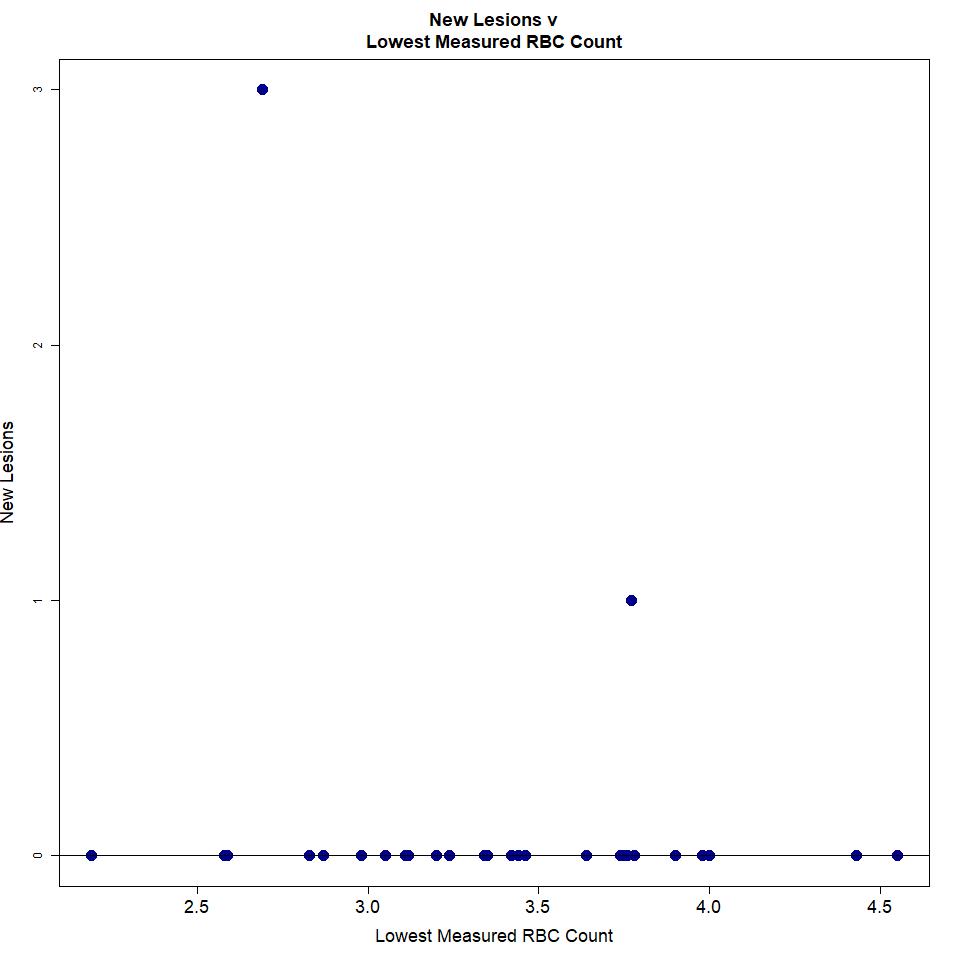 New Lesions v
Lowest Measured RBC Count
3
2
1
0
New Lesions
2.5 3.0 3.5 4.0 4.5
Lowest Measured RBC Count